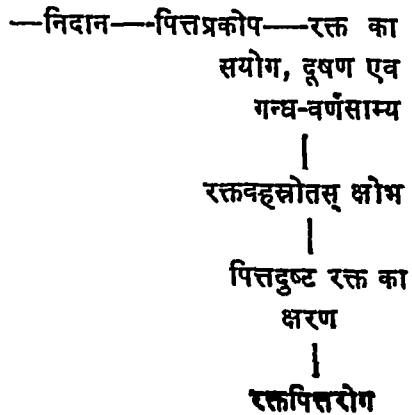 —निदान—-पित्तप्रकोप-—रक्त का
सयोग, दूषण एव
गन्ध-वर्णसाम्य
रक्तवहस्रोतस् क्षोभ
पित्तदुष्ट रक्त का
क्षरण
रक्तपित्तरोग